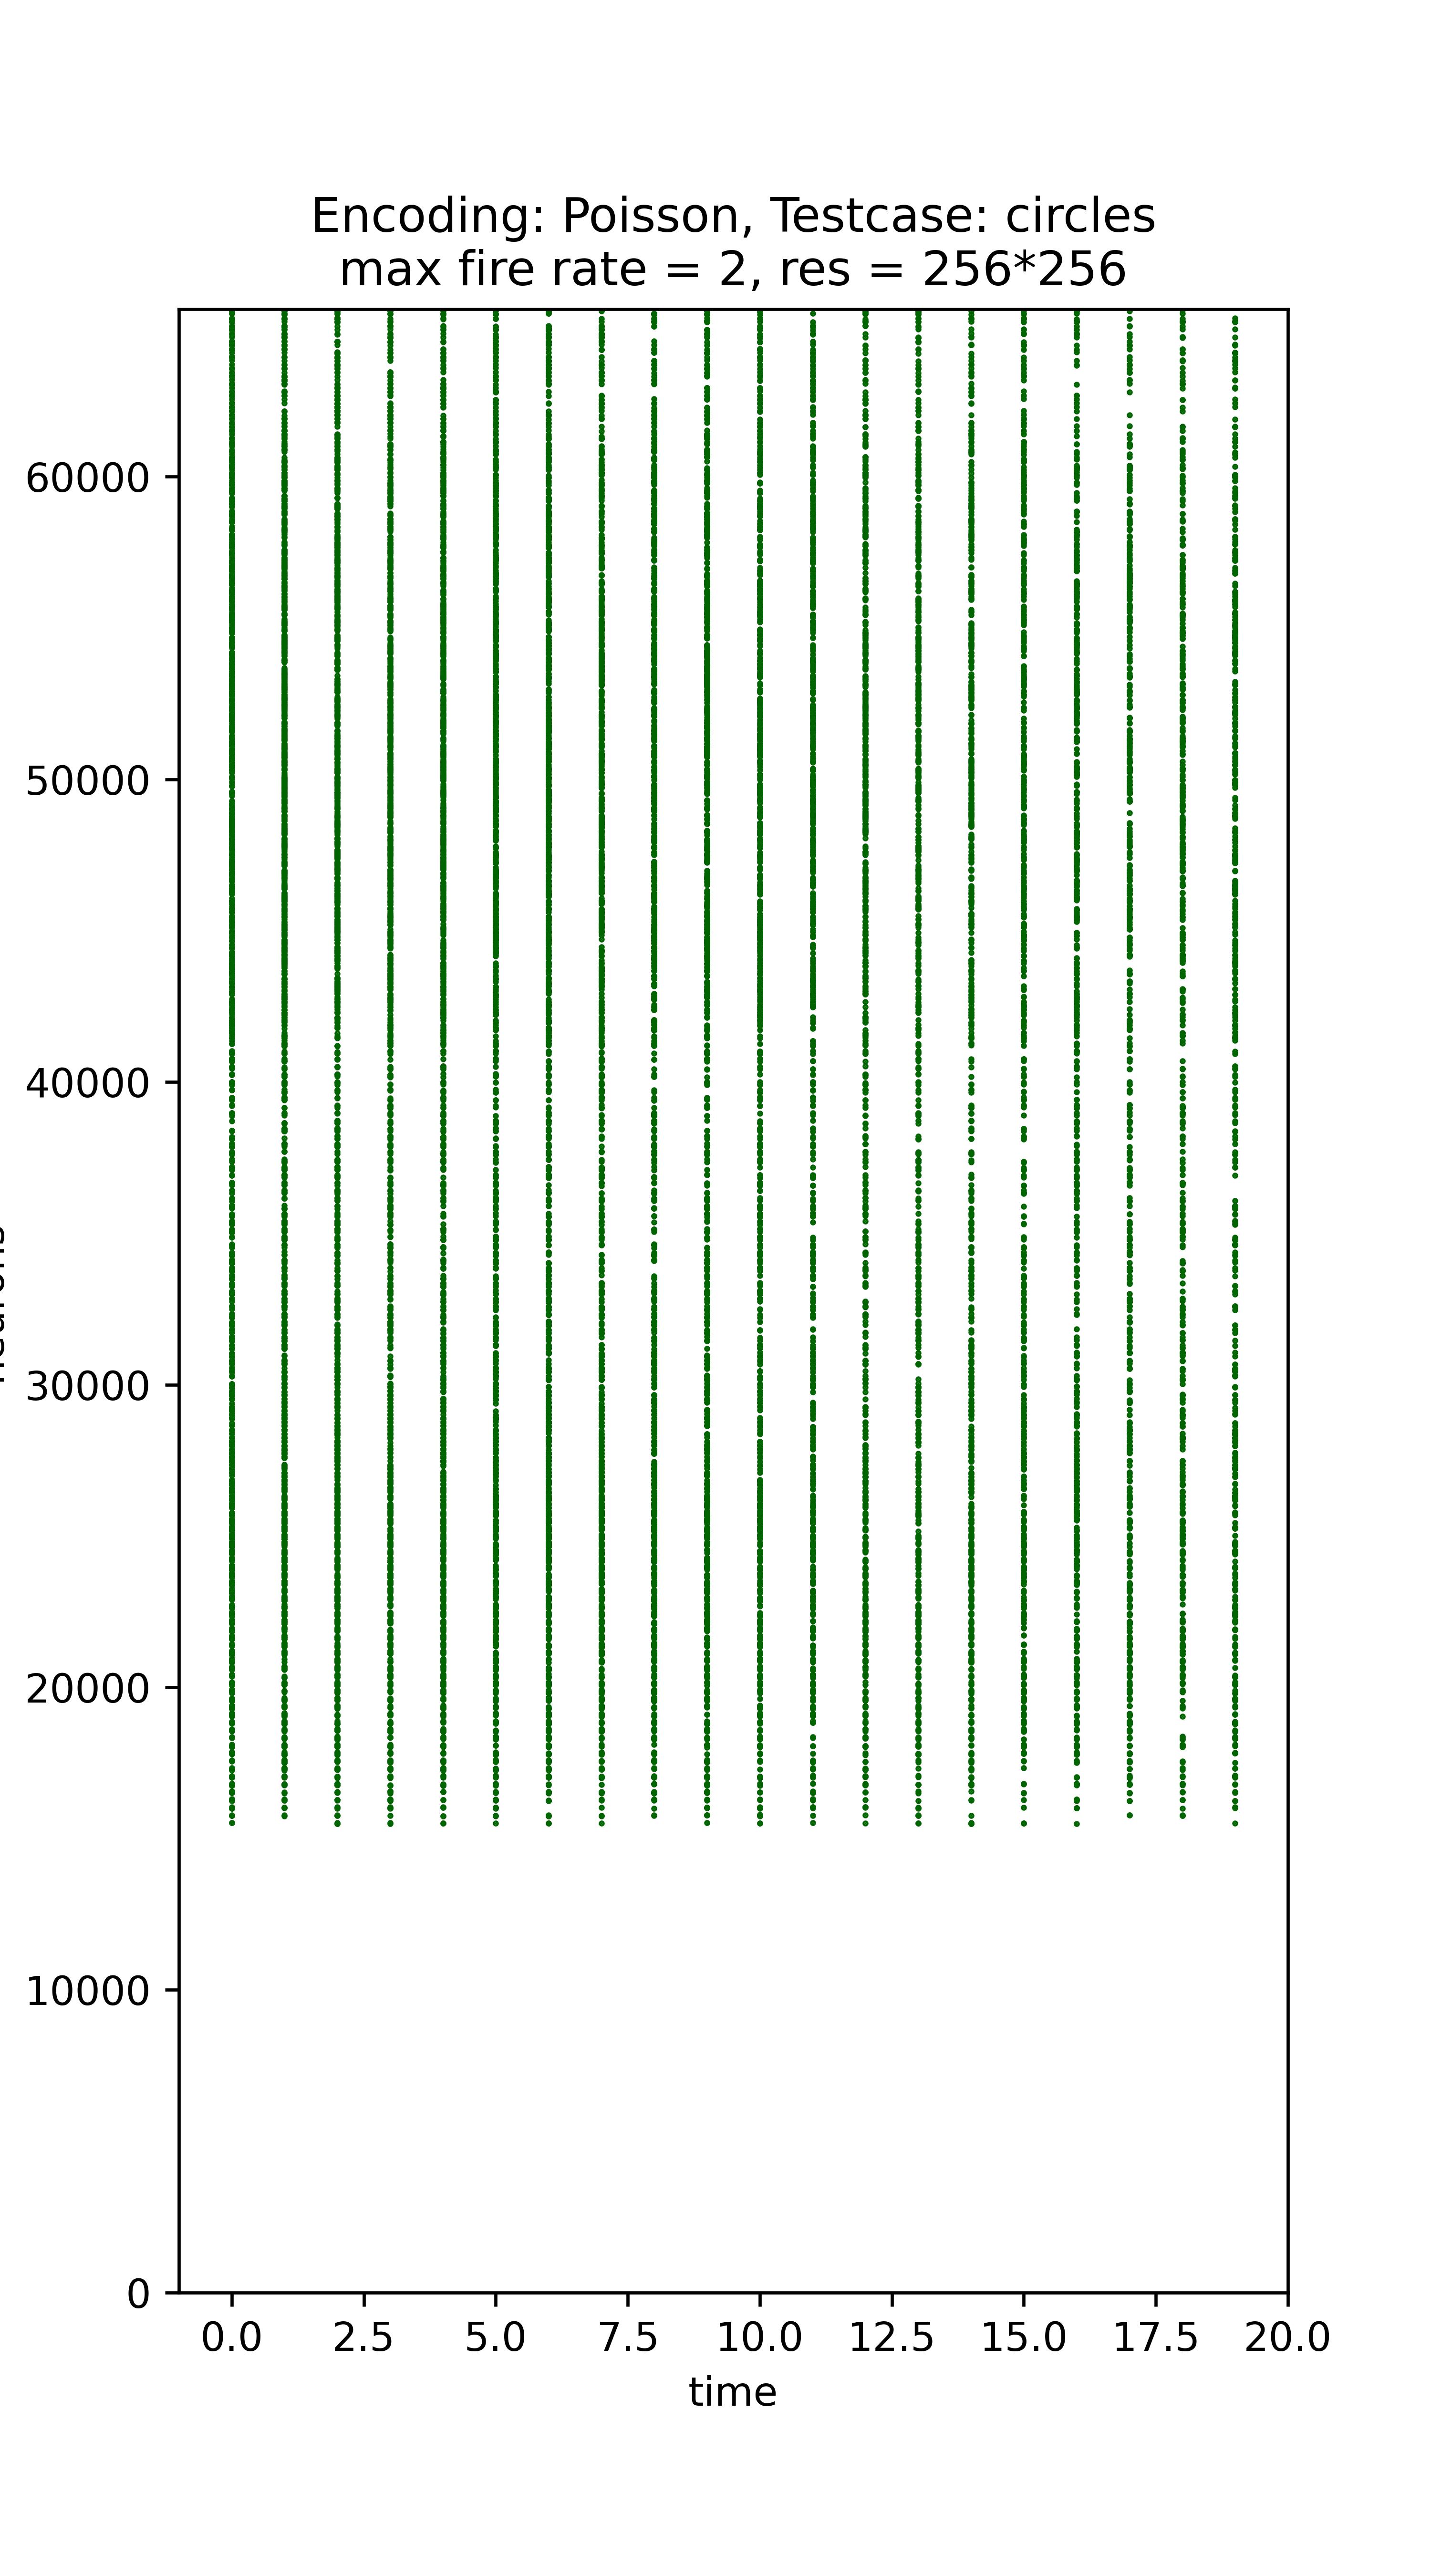 Encoding: Poisson, Testcase: circles
max fire rate = 2, res = 256*256
60000
50000
40000
30000
20000
10000
0
0.0 2.5 5.0 7.5 10.0 12.5 15.0 17.5 20.0
time